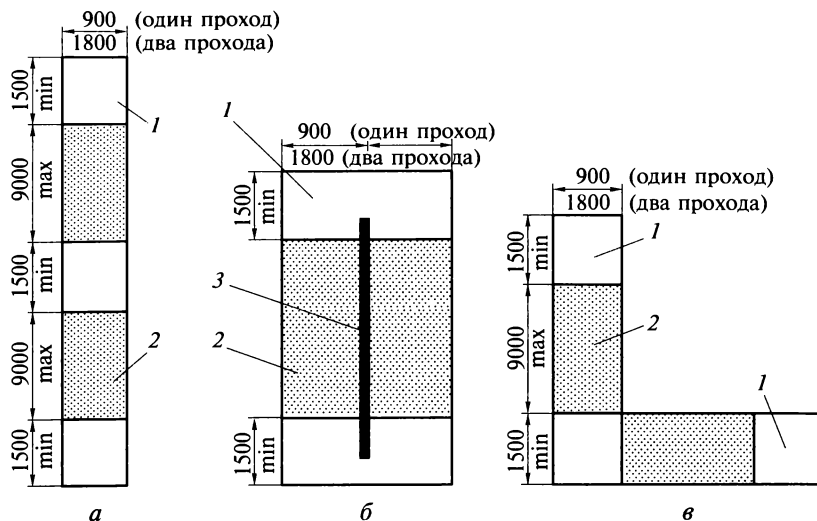 900 (один проход)
1800 (два прохода)
1500 min
1
9000 max
1500 min
9000 max
2
1500 min
а
1
900 (один проход)
1800 (два прохода)
1500 min
3
2
1500 min
б
900 (один проход)
1800 (два прохода)
1
1500 min
2
9000 max
1
1500 min
в